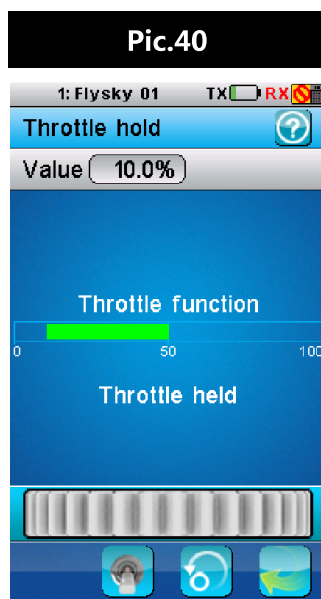 Pic.40
1: Flysky 01 TX RX
Throttle hold ?
Value 10.0%
Throttle function
0 50 100
Throttle held